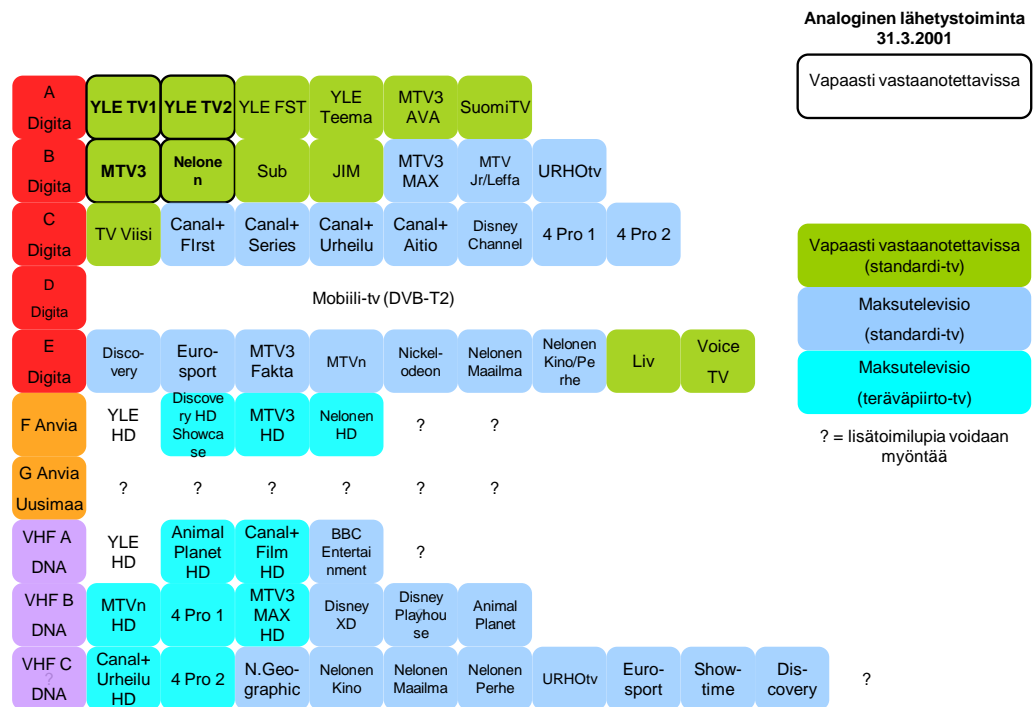 Analoginen lähetystoiminta
31.3.2001
Vapaasti vastaanotettavissa
A
Digita
YLE TV1
YLE TV2
YLE FST
YLE
Teema
MTV3
AVA
SuomiTV
B
Digita
MTV3
Nelone
n
Sub
JIM
MTV3
MAX
MTV
Jr/Leffa
URHOtv
C
Digita
TV Viisi
Canal+
FIrst
Canal+
Series
Canal+
Urheilu
Canal+
Aitio
Disney
Channel
4 Pro 1
4 Pro 2
Vapaasti vastaanotettavissa
(standardi-tv)
D
Digita
Mobiili-tv (DVB-T2)
Maksutelevisio
(standardi-tv)
E
Digita
Disco-
very
Euro-
sport
MTV3
Fakta
MTVn
Nickel-
odeon
Nelonen
Maailma
Nelonen
Kino/Pe
rhe
Liv
Voice
TV
Maksutelevisio
(teräväpiirto-tv)
F Anvia
YLE
HD
Discove
ry HD
Showca
se
MTV3
HD
Nelonen
HD
?
?
? = lisätoimilupia voidaan
myöntää
G Anvia
Uusimaa
?
?
?
?
?
?
VHF A
DNA
YLE
HD
Animal
Planet
HD
Canal+
Film
HD
BBC
Entertai
nment
?
VHF B
DNA
MTVn
HD
4 Pro 1
MTV3
MAX
HD
Disney
XD
Disney
Playhou
se
Animal
Planet
VHF C
?
DNA
Canal+
Urheilu
HD
4 Pro 2
N.Geo-
graphic
Nelonen
Kino
Nelonen
Maailma
Nelonen
Perhe
URHOtv
Euro-
sport
Show-
time
Dis-
covery
?